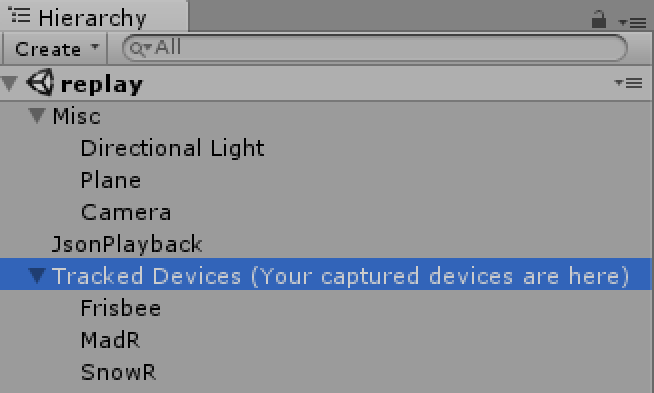 Hierarchy
Create
All
replay
Misc
Directional Light
Plane
Camera
JsonPlayback
Tracked Devices (Your captured devices are here)
Frisbee
MadR
SnowR